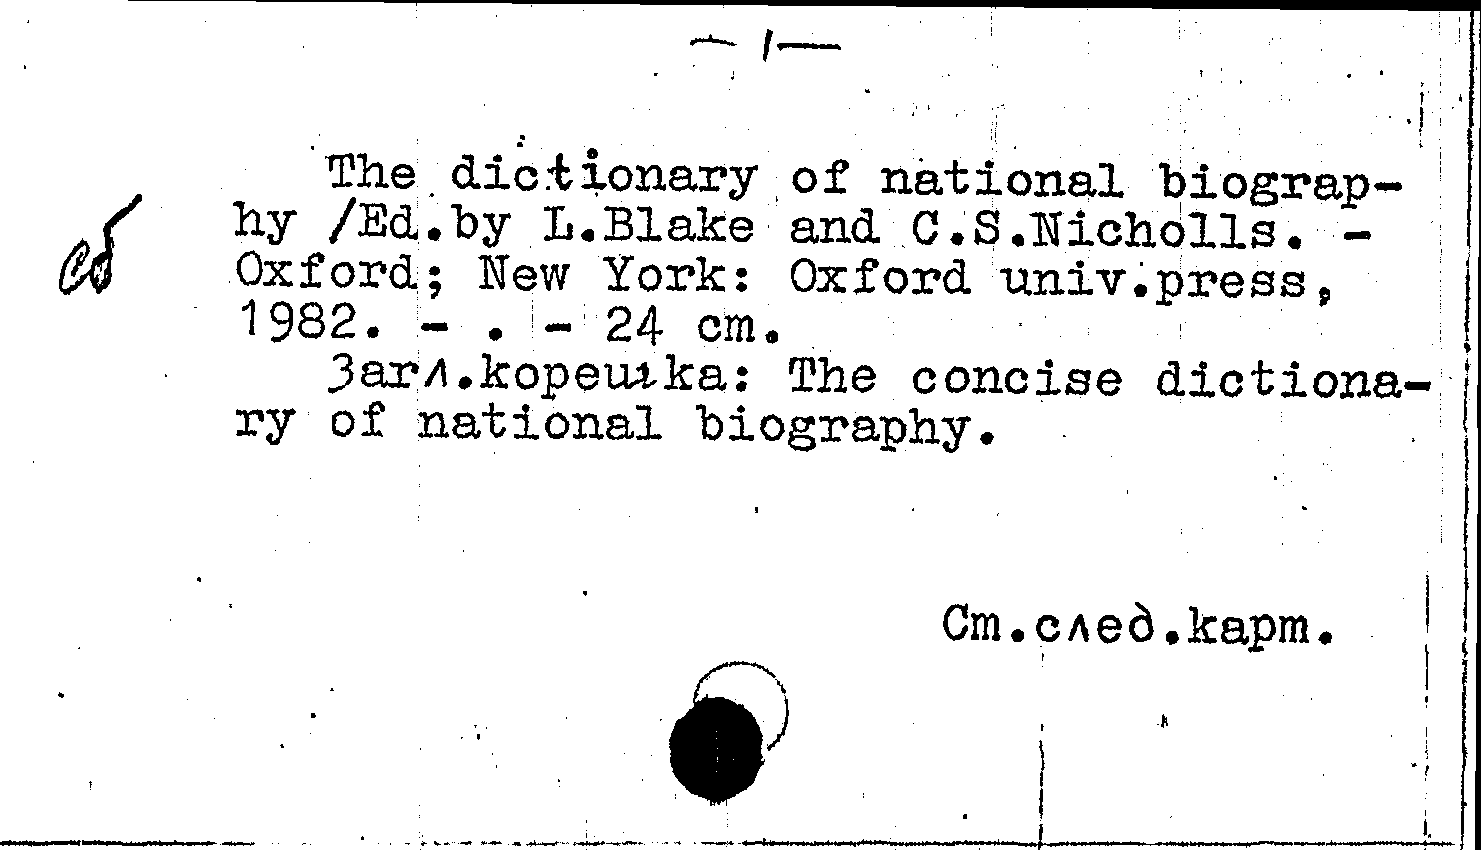 — 1 —
The dictionary of national biograp-
hy /Ed.by L.Blake and C.S.Nicholls. -
Oxford; New York: Oxford univ.press,
1982. - . - 24 cm.
Загл.корешка: The concise dictiona-
ry of national biography.
См.след.карт.